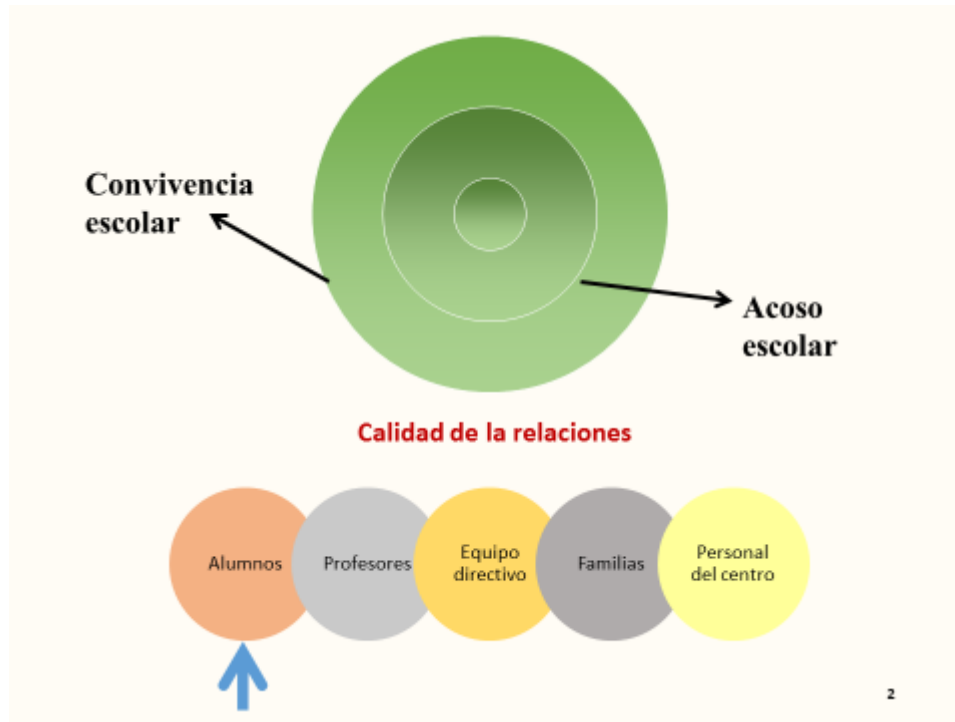 Convivencia
escolar
Acoso
escolar
Calidad de la relaciones
Alumnos
Profesores
Equipo
directivo
Familias
Personal
del centro
2